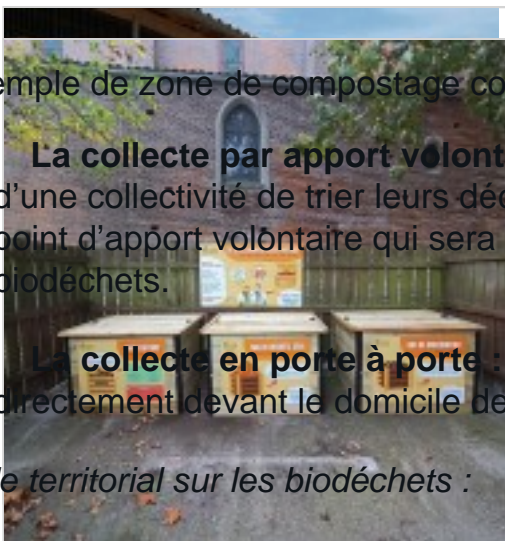 emple de zone de compostage co
La collecte par apport volont
d’une collectivité de trier leurs déc
point d’apport volontaire qui sera
biodéchets.
La collecte en porte à porte :
directement devant le domicile de
le territorial sur les biodéchets :